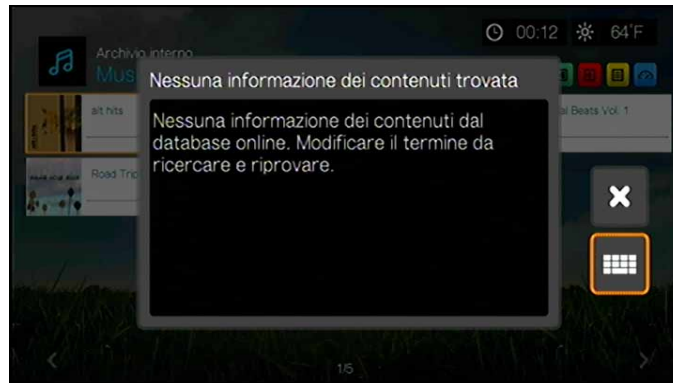 00:12 64°F
Archivio interno
Mus
Nessuna informazione dei contenuti trovata
alt hits
al Beats Vol. 1
Nessuna informazione dei contenuti dal
database online. Modificare il termine da
ricercare e riprovare.
Road Trip
1/5